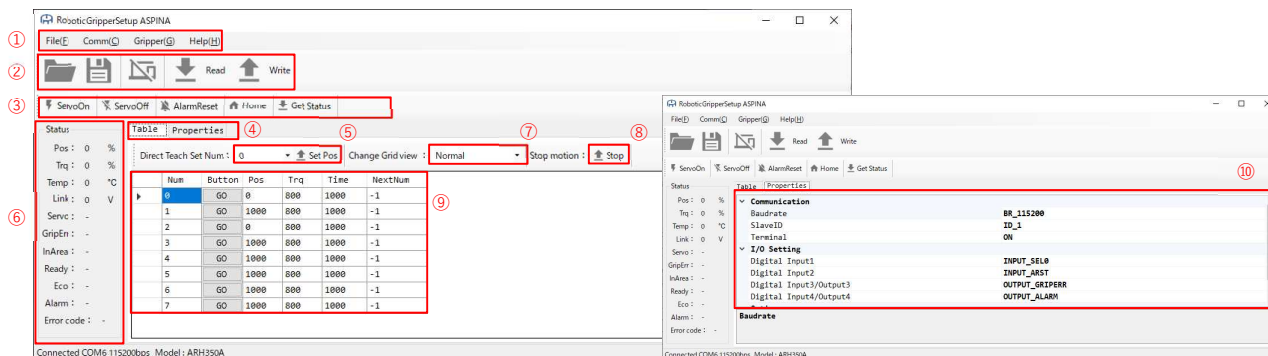 RoboticGripperSetup ASPINA
① File(F) Comm(C) Gripper(G) Help(H)
② Read Write
③ ServoOn ServoOff AlarmReset Home Get Status
Status Table Properties ④ ⑤ ⑦ ⑧
Direct Teach Set Num : 0 Set Pos Change Grid view : Normal Stop motion : Stop
⑥ Pos : 0 %
Trq : 0 %
Temp : 0 °C
Link : 0 V
Servo : -
GripErr : -
InArea : -
Ready : -
Eco : -
Alarm : -
Error code : -
⑨ Num Button Pos Trq Time NextNum
0 GO 0 800 1000 -1
1 GO 1000 800 1000 -1
2 GO 0 800 1000 -1
3 GO 1000 800 1000 -1
4 GO 1000 800 1000 -1
5 GO 1000 800 1000 -1
6 GO 1000 800 1000 -1
7 GO 1000 800 1000 -1
Connected COM6 115200bps Model : ARH350A
RoboticGripperSetup ASPINA
File(F) Comm(C) Gripper(G) Help(H)
Read Write
ServoOn ServoOff AlarmReset Home Get Status
⑩
Status Table Properties
Pos : 0 %
Trq : 0 %
Temp : 0 °C
Link : 0 V
Servo : -
GripErr : -
InArea : -
Ready : -
Eco : -
Alarm : -
Error code : -
Communication
Baudrate BR_115200
SlaveID ID_1
Terminal ON
I/O Setting
Digital Input1 INPUT_SEL0
Digital Input2 INPUT_ARST
Digital Input3/Output3 OUTPUT_GRIPERR
Digital Input4/Output4 OUTPUT_ALARM
Baudrate
Connected COM6 115200bps Model : ARH350A